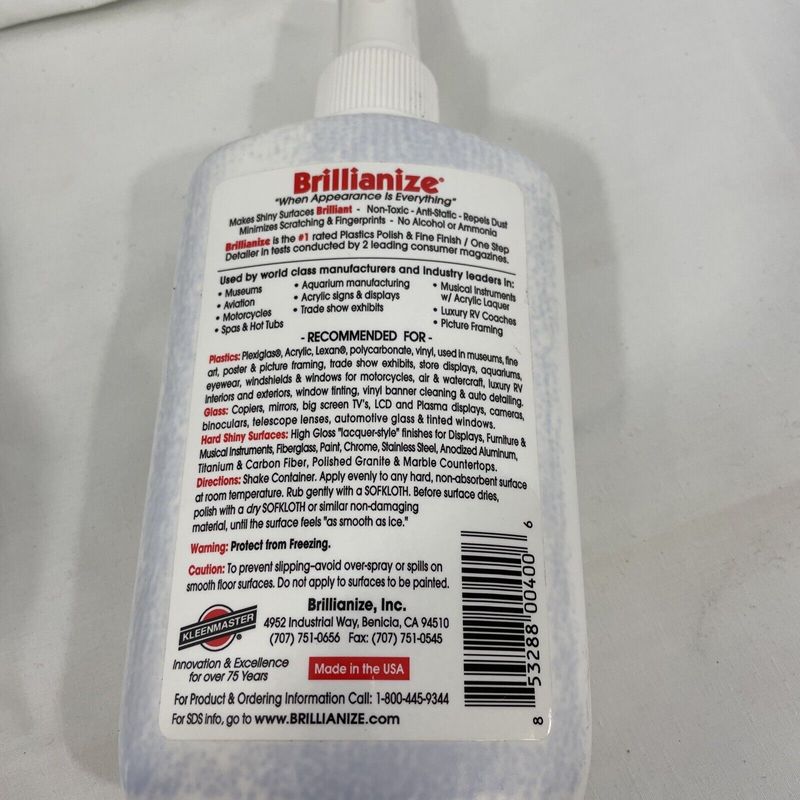 Brillianize®
"When Appearance Is Everything"
Makes Shiny Surfaces Brilliant - Non-Toxic - Anti-Static - Repels Dust
Minimizes Scratching & Fingerprints - No Alcohol or Ammonia
Brillianize is the #1 rated Plastics Polish & Fine Finish / One Step
Detailer in tests conducted by 2 leading consumer magazines.
Used by world class manufacturers and industry leaders in:
• Museums
• Aviation
• Motorcycles
• Spas & Hot Tubs
• Aquarium manufacturing
• Acrylic signs & displays
• Trade show exhibits
• Musical Instruments
w/ Acrylic Laquer
• Luxury RV Coaches
• Picture Framing
- RECOMMENDED FOR -
Plastics: Plexiglas®, Acrylic, Lexan®, polycarbonate, vinyl, used in museums, fine
art, poster & picture framing, trade show exhibits, store displays, aquariums,
eyewear, windshields & windows for motorcycles, air & watercraft, luxury RV
interiors and exteriors, window tinting, vinyl banner cleaning & auto detailing.
Glass: Copiers, mirrors, big screen TV's, LCD and Plasma displays, cameras,
binoculars, telescope lenses, automotive glass & tinted windows.
Hard Shiny Surfaces: High Gloss "lacquer-style" finishes for Displays, Furniture &
Musical Instruments, Fiberglass, Paint, Chrome, Stainless Steel, Anodized Aluminum,
Titanium & Carbon Fiber, Polished Granite & Marble Countertops.
Directions: Shake Container. Apply evenly to any hard, non-absorbent surface
at room temperature. Rub gently with a SOFKLOTH. Before surface dries,
polish with a dry SOFKLOTH or similar non-damaging
material, until the surface feels "as smooth as ice."
Warning: Protect from Freezing.
Caution: To prevent slipping-avoid over-spray or spills on
smooth floor surfaces. Do not apply to surfaces to be painted.
KLEENMASTER®
Innovation & Excellence
for over 75 Years
Brillianize, Inc.
4952 Industrial Way, Benicia, CA 94510
(707) 751-0656 Fax: (707) 751-0545
Made in the USA
For Product & Ordering Information Call: 1-800-445-9344
For SDS info, go to www.BRILLIANIZE.com
8 53288 00400 6